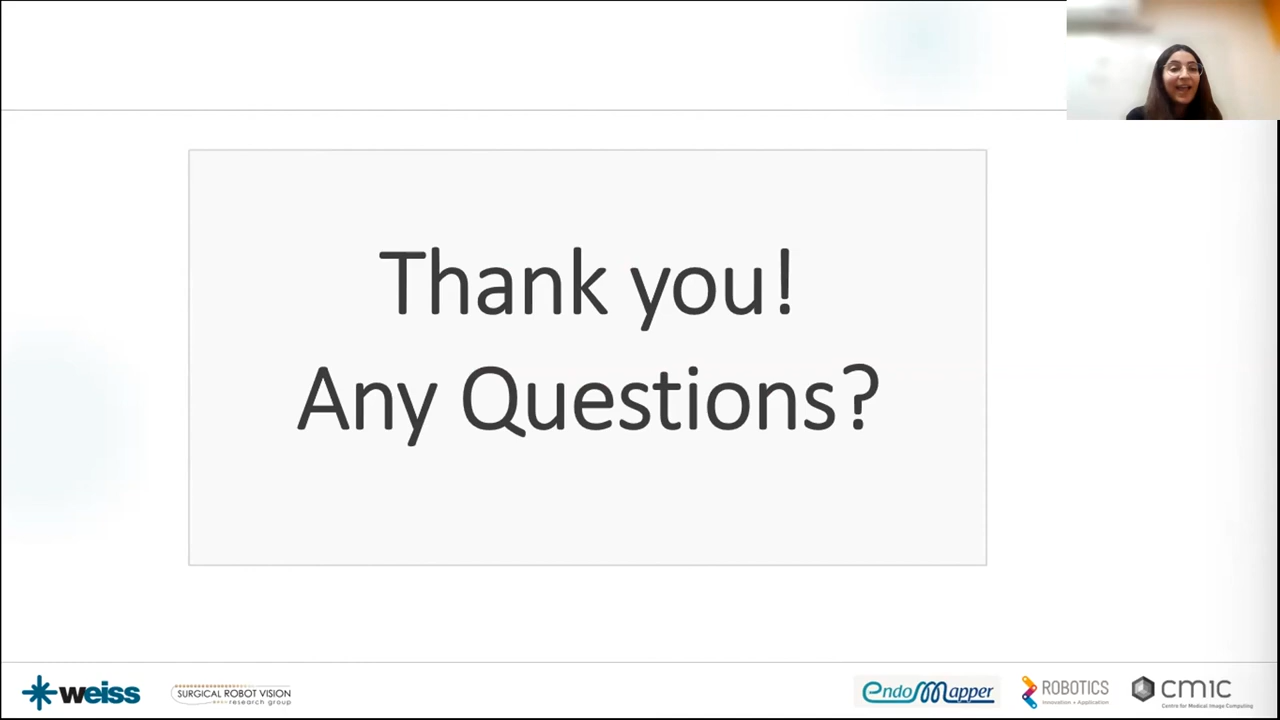 Thank you!
Any Questions?
weiss
SURGICAL ROBOT VISION
research group
EndoMapper
ROBOTICS
Innovation + Application
CMIC
Centre for Medical Image Computing